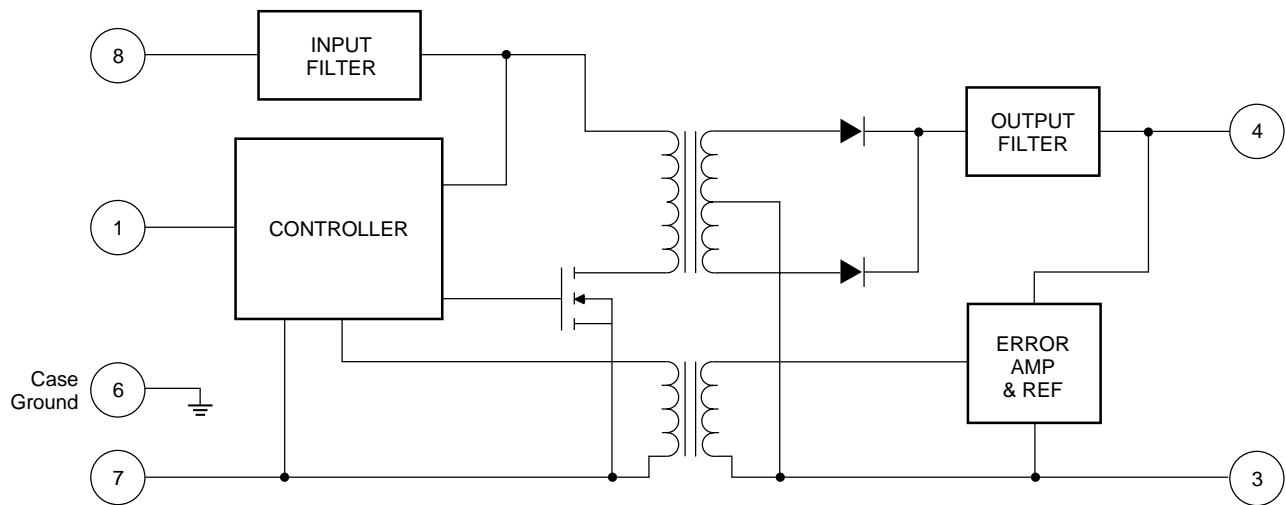 8
INPUT
FILTER
OUTPUT
FILTER
4
1
CONTROLLER
ERROR
AMP
& REF
Case
Ground
6
7
3